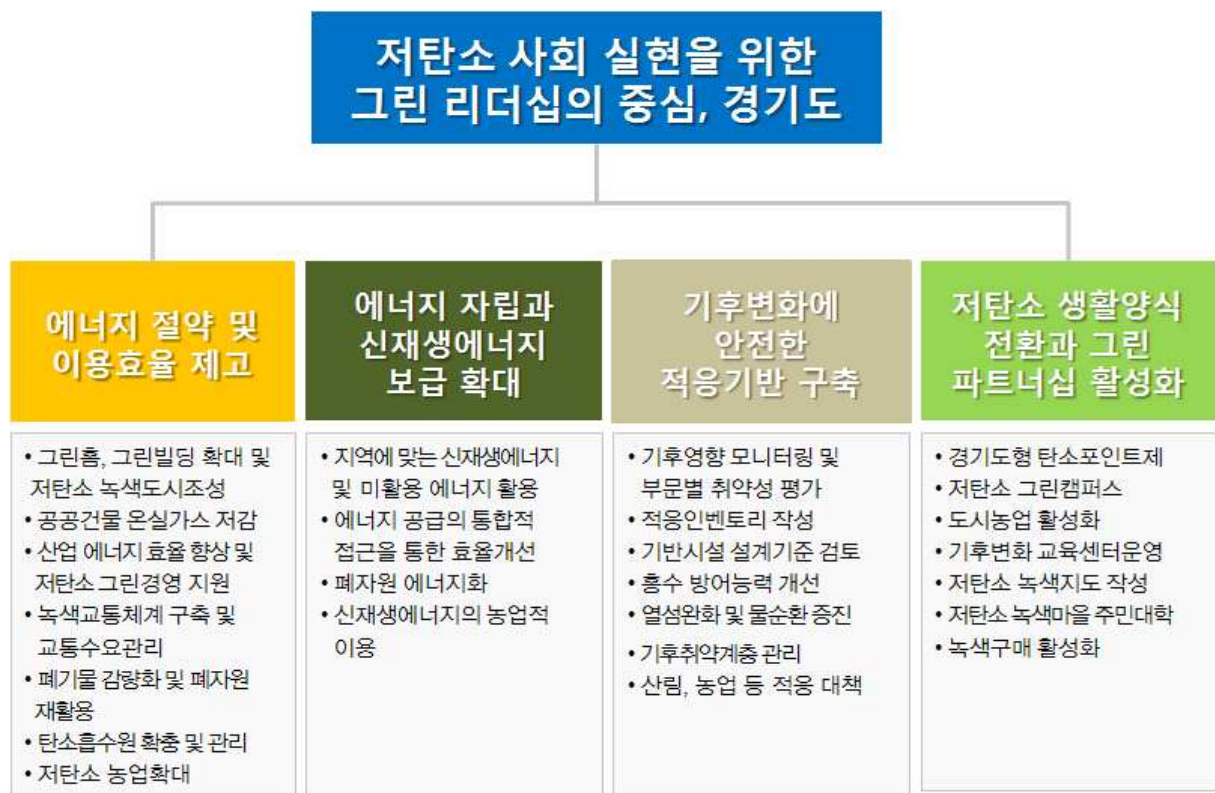 저탄소 사회 실현을 위한
그린 리더십의 중심, 경기도
에너지 절약 및
이용효율 제고
• 그린홈, 그린빌딩 확대 및
저탄소 녹색도시조성
• 공공건물 온실가스 저감
• 산업 에너지 효율 향상 및
저탄소 그린경영 지원
• 녹색교통체계 구축 및
교통수요관리
• 폐기물 감량화 및 폐자원
재활용
• 탄소흡수원 확충 및 관리
• 저탄소 농업확대
에너지 자립과
신재생에너지
보급 확대
• 지역에 맞는 신재생에너지
및 미활용 에너지 활용
• 에너지 공급의 통합적
접근을 통한 효율개선
• 폐자원 에너지화
• 신재생에너지의 농업적
이용
기후변화에
안전한
적응기반 구축
• 기후영향 모니터링 및
부문별 취약성 평가
• 적응인벤토리 작성
• 기반시설 설계기준 검토
• 홍수 방어능력 개선
• 열섬완화 및 물순환 증진
• 기후취약계층 관리
• 산림, 농업 등 적응 대책
저탄소 생활양식
전환과 그린
파트너십 활성화
• 경기도형 탄소포인트제
• 저탄소 그린캠퍼스
• 도시농업 활성화
• 기후변화 교육센터운영
• 저탄소 녹색지도 작성
• 저탄소 녹색마을 주민대학
• 녹색구매 활성화